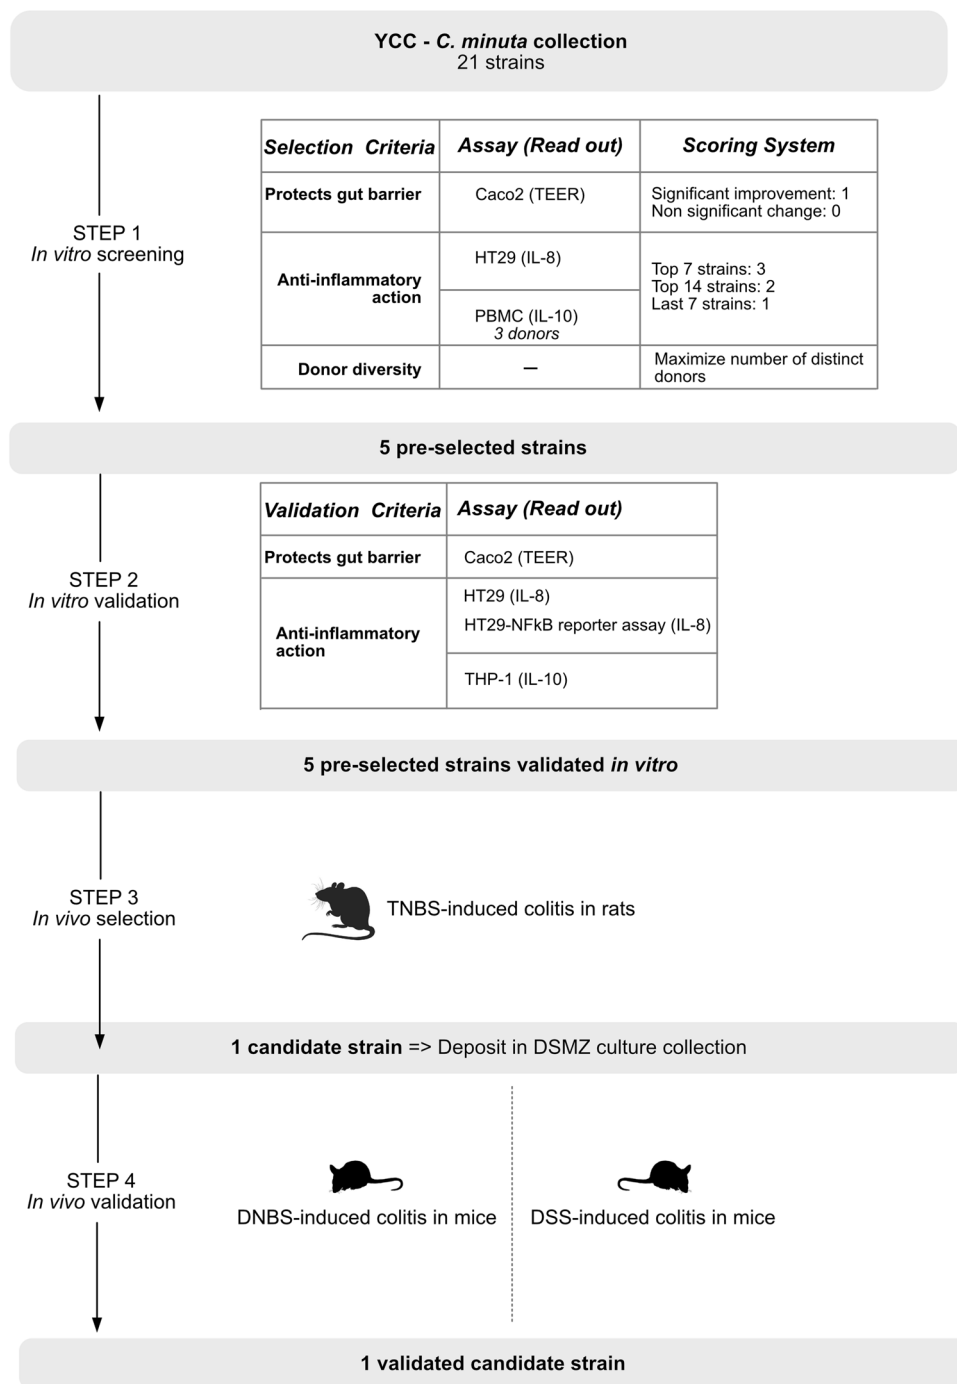 YCC - C. minuta collection
21 strains
Selection Criteria
Assay (Read out)
Scoring System
Protects gut barrier
Caco2 (TEER)
Significant improvement: 1
Non significant change: 0
STEP 1
In vitro screening
Anti-inflammatory
action
HT29 (IL-8)
PBMC (IL-10)
3 donors
Top 7 strains: 3
Top 14 strains: 2
Last 7 strains: 1
Donor diversity
–
Maximize number of distinct
donors
5 pre-selected strains
Validation Criteria
Assay (Read out)
Protects gut barrier
Caco2 (TEER)
STEP 2
In vitro validation
Anti-inflammatory
action
HT29 (IL-8)
HT29-NFkB reporter assay (IL-8)
THP-1 (IL-10)
5 pre-selected strains validated in vitro
STEP 3
In vivo selection
TNBS-induced colitis in rats
1 candidate strain => Deposit in DSMZ culture collection
STEP 4
In vivo validation
DNBS-induced colitis in mice
DSS-induced colitis in mice
1 validated candidate strain